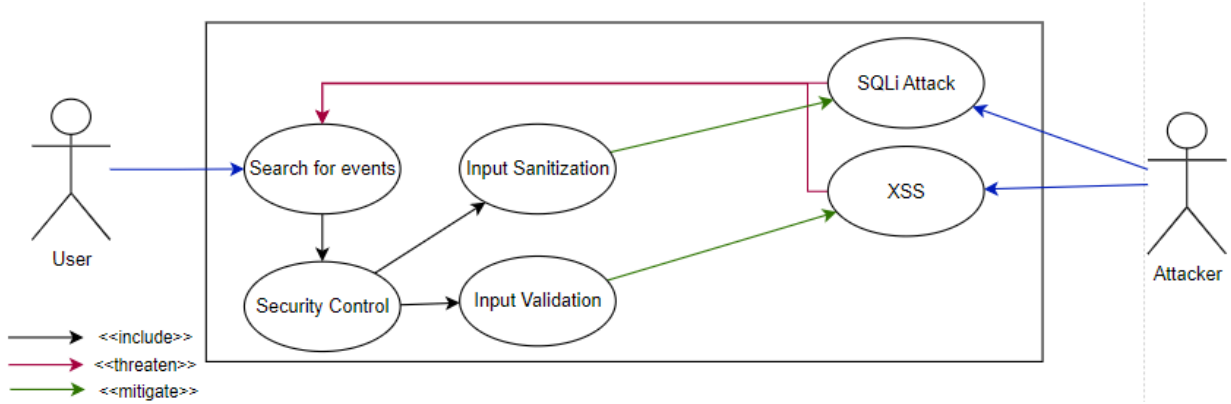 SQLi Attack
Search for events
Input Sanitization
XSS
User
Attacker
Security Control
Input Validation
<<include>>
<<threaten>>
<<mitigate>>